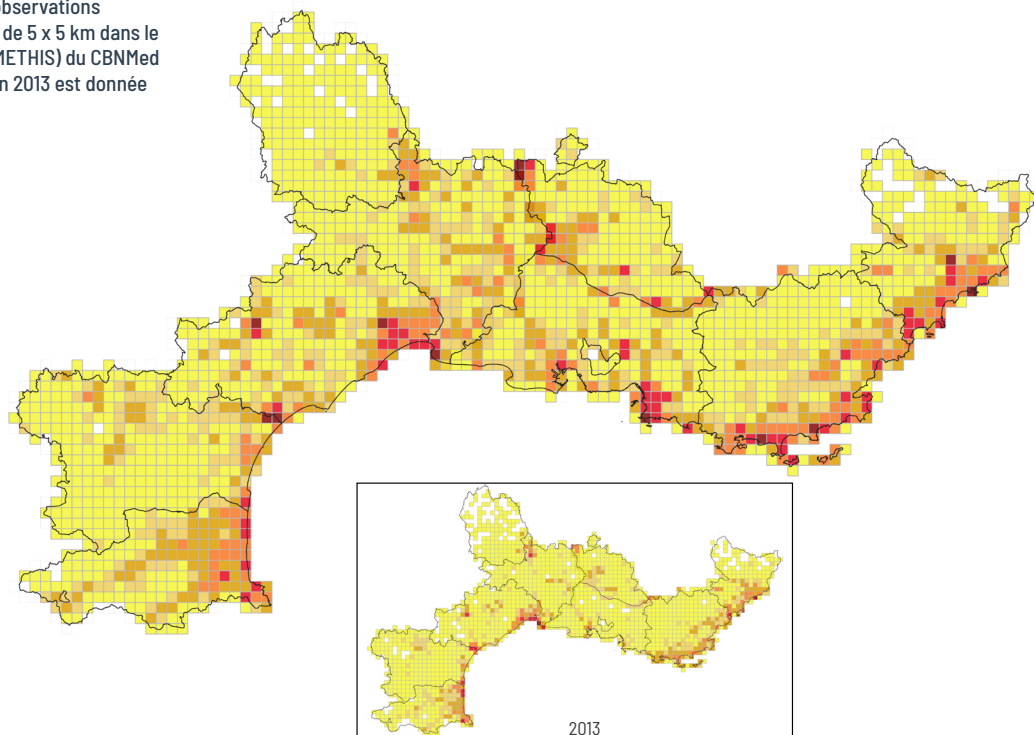 observations
de 5 x 5 km dans le
METHIS) du CBNMed
n 2013 est donnée
2013